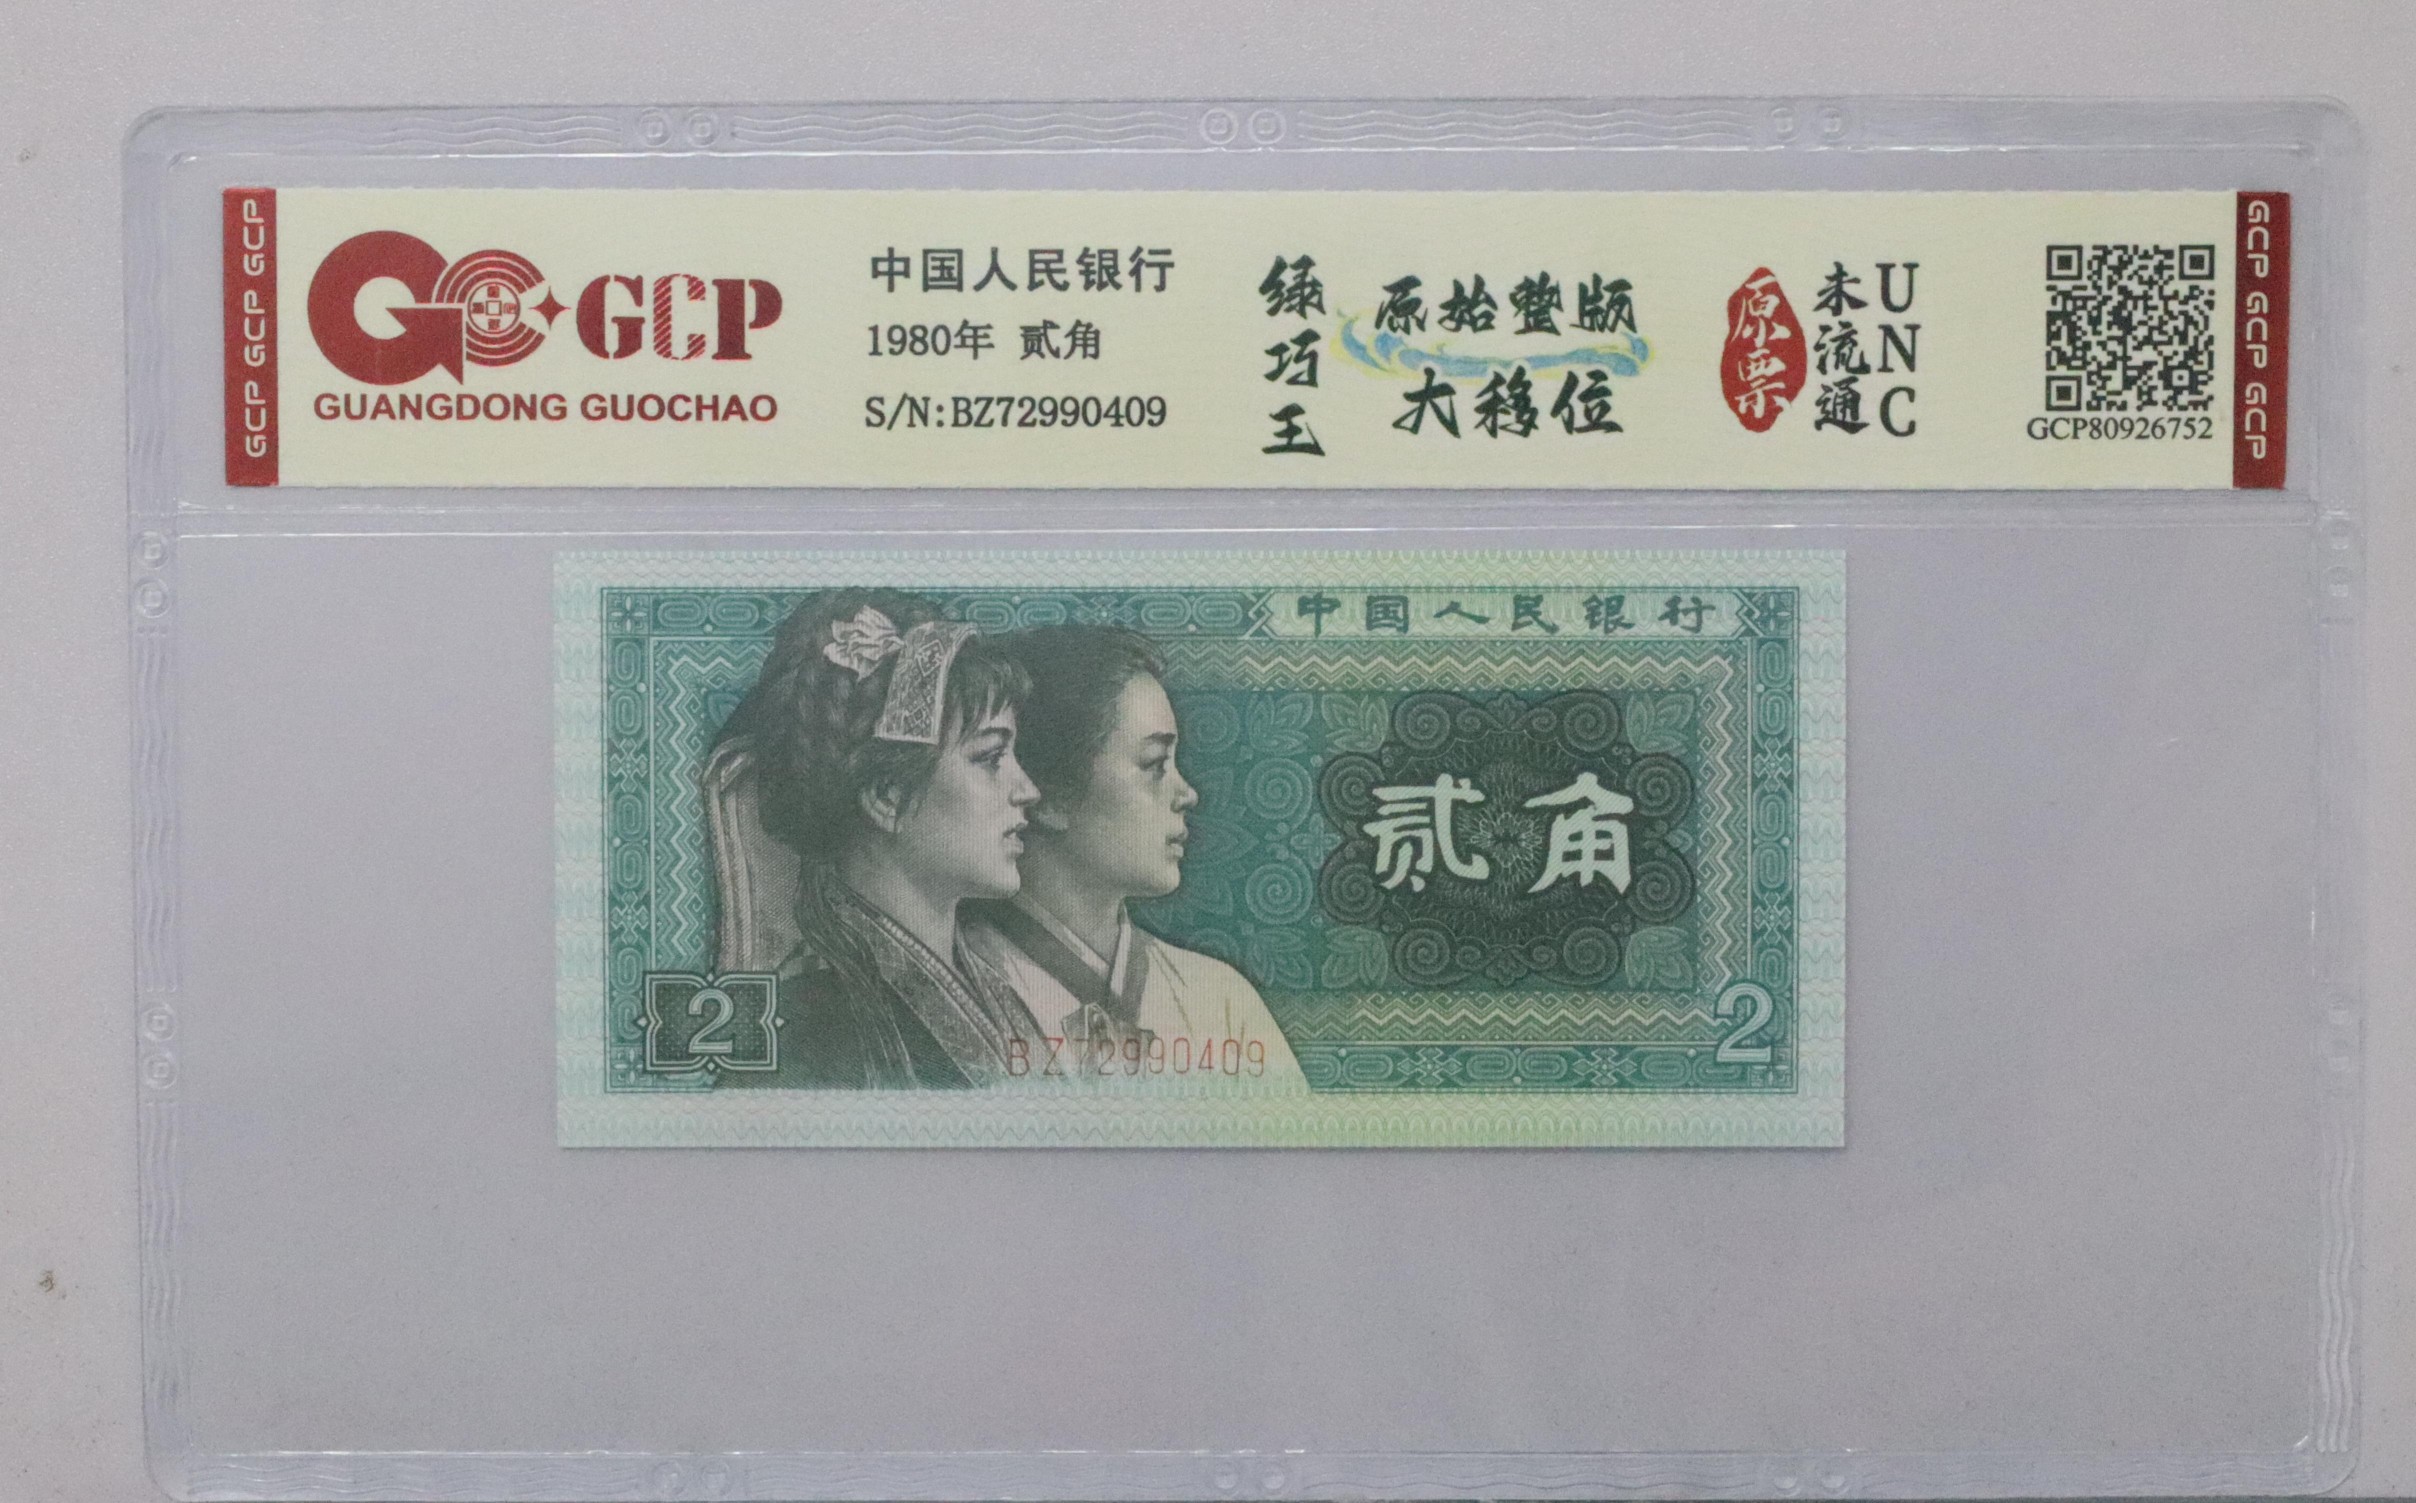 GCP GCP GCP
GCP
GUANGDONG GUOCHAO
中国人民银行
1980年 贰角
S/N:BZ72990409
绿巧王
原始整版
大移位
原票
未流通
UNC
GCP80926752
GCP GCP GCP
中国人民银行
贰角
2
BZ72990409
2